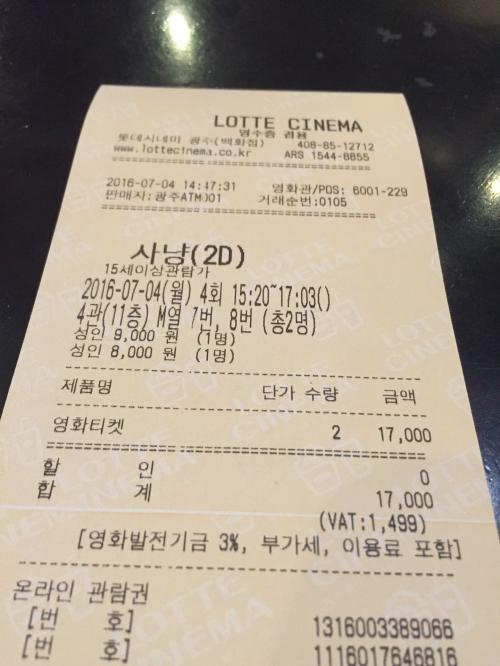 LOTTE CINEMA
영수증 겸용
롯데시네마 광주(백화점) 408-85-12712
www.lottecinema.co.kr ARS 1544-8855
2016-07-04 14:47:31 영화관/POS: 6001-229
판매자:광주ATM001 거래순번:0105
사냥(2D)
15세이상관람가
2016-07-04(월) 4회 15:20~17:03()
4관(11층) M열 7번, 8번 (총2명)
성인 9,000 원 (1명)
성인 8,000 원 (1명)
제품명 단가 수량 금액
영화티켓 2 17,000
할 인 0
합 계 17,000
(VAT:1,499)
[영화발전기금 3%, 부가세, 이용료 포함]
온라인 관람권
[번 호] 1316003389066
[번 호] 1116017646816